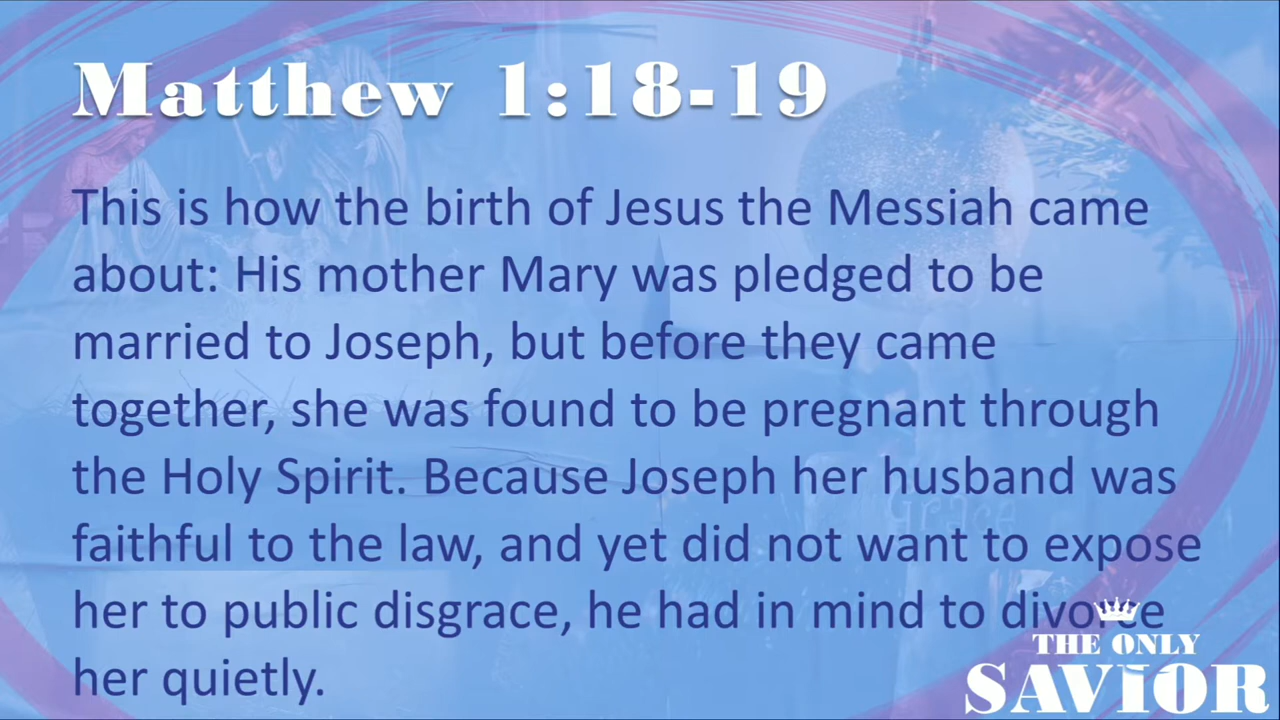 Matthew 1:18-19
This is how the birth of Jesus the Messiah came
about: His mother Mary was pledged to be
married to Joseph, but before they came
together, she was found to be pregnant through
the Holy Spirit. Because Joseph her husband was
faithful to the law, and yet did not want to expose
her to public disgrace, he had in mind to divorce
her quietly.
Grace
THE ONLY
SAVIOR